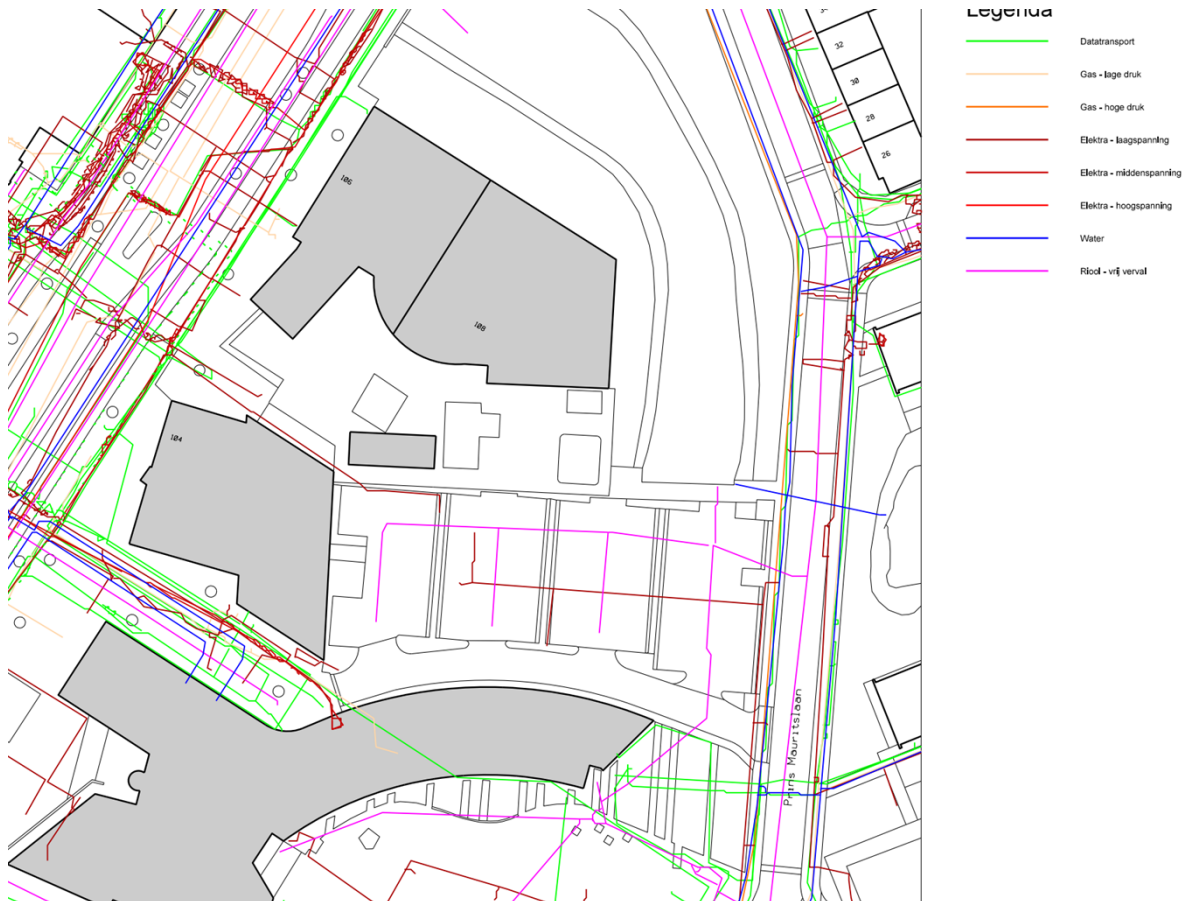 Legenda
Datatransport
Gas - lage druk
Gas - hoge druk
Elektra - laagspanning
Elektra - middenspanning
Elektra - hoogspanning
Water
Riool - vrij verval
32
30
28
26
106
108
104
Prins Mauritslaan